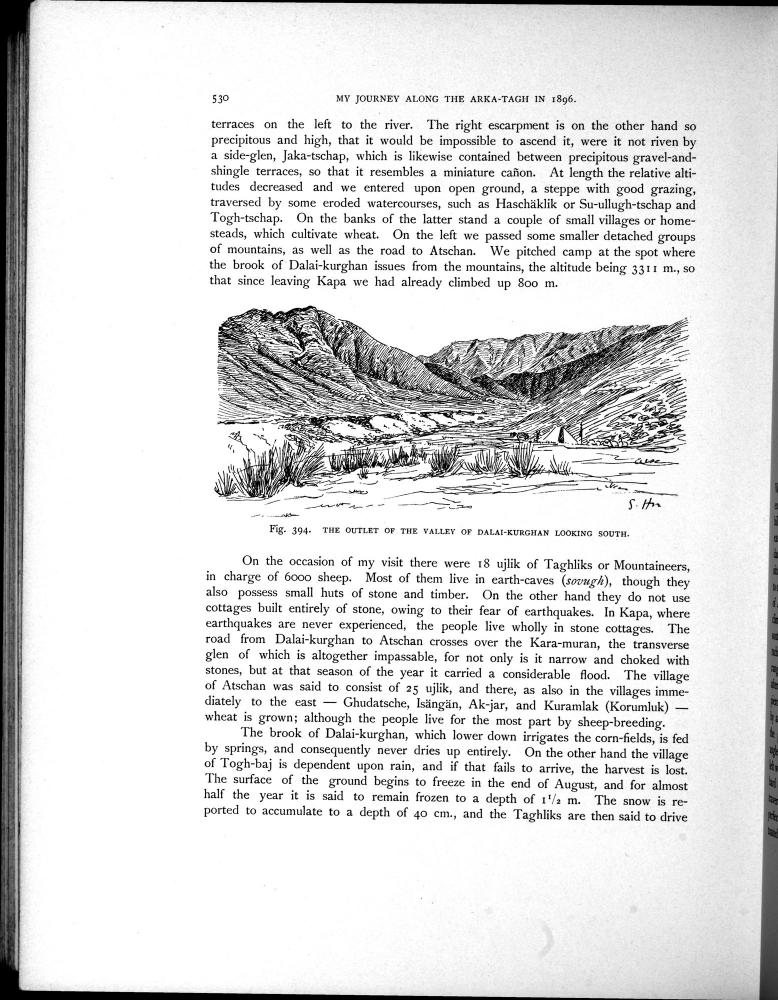 530 MY JOURNEY ALONG THE ARKA-TAGH IN 1896.
terraces on the left to the river. The right escarpment is on the other hand so
precipitous and high, that it would be impossible to ascend it, were it not riven by
a side-glen, Jaka-tschap, which is likewise contained between precipitous gravel-and-
shingle terraces, so that it resembles a miniature cañon. At length the relative alti-
tudes decreased and we entered upon open ground, a steppe with good grazing,
traversed by some eroded watercourses, such as Haschäklik or Su-ullugh-tschap and
Togh-tschap. On the banks of the latter stand a couple of small villages or home-
steads, which cultivate wheat. On the left we passed some smaller detached groups
of mountains, as well as the road to Atschan. We pitched camp at the spot where
the brook of Dalai-kurghan issues from the mountains, the altitude being 3311 m., so
that since leaving Kapa we had already climbed up 800 m.
S. Hn
Fig. 394. THE OUTLET OF THE VALLEY OF DALAI-KURGHAN LOOKING SOUTH.
On the occasion of my visit there were 18 ujlik of Taghliks or Mountaineers,
in charge of 6000 sheep. Most of them live in earth-caves (sovugh), though they
also possess small huts of stone and timber. On the other hand they do not use
cottages built entirely of stone, owing to their fear of earthquakes. In Kapa, where
earthquakes are never experienced, the people live wholly in stone cottages. The
road from Dalai-kurghan to Atschan crosses over the Kara-muran, the transverse
glen of which is altogether impassable, for not only is it narrow and choked with
stones, but at that season of the year it carried a considerable flood. The village
of Atschan was said to consist of 25 ujlik, and there, as also in the villages imme-
diately to the east — Ghudatsche, Isängän, Ak-jar, and Kuramlak (Korumluk) —
wheat is grown; although the people live for the most part by sheep-breeding.
The brook of Dalai-kurghan, which lower down irrigates the corn-fields, is fed
by springs, and consequently never dries up entirely. On the other hand the village
of Togh-baj is dependent upon rain, and if that fails to arrive, the harvest is lost.
The surface of the ground begins to freeze in the end of August, and for almost
half the year it is said to remain frozen to a depth of 1 1/2 m. The snow is re-
ported to accumulate to a depth of 40 cm., and the Taghliks are then said to drive